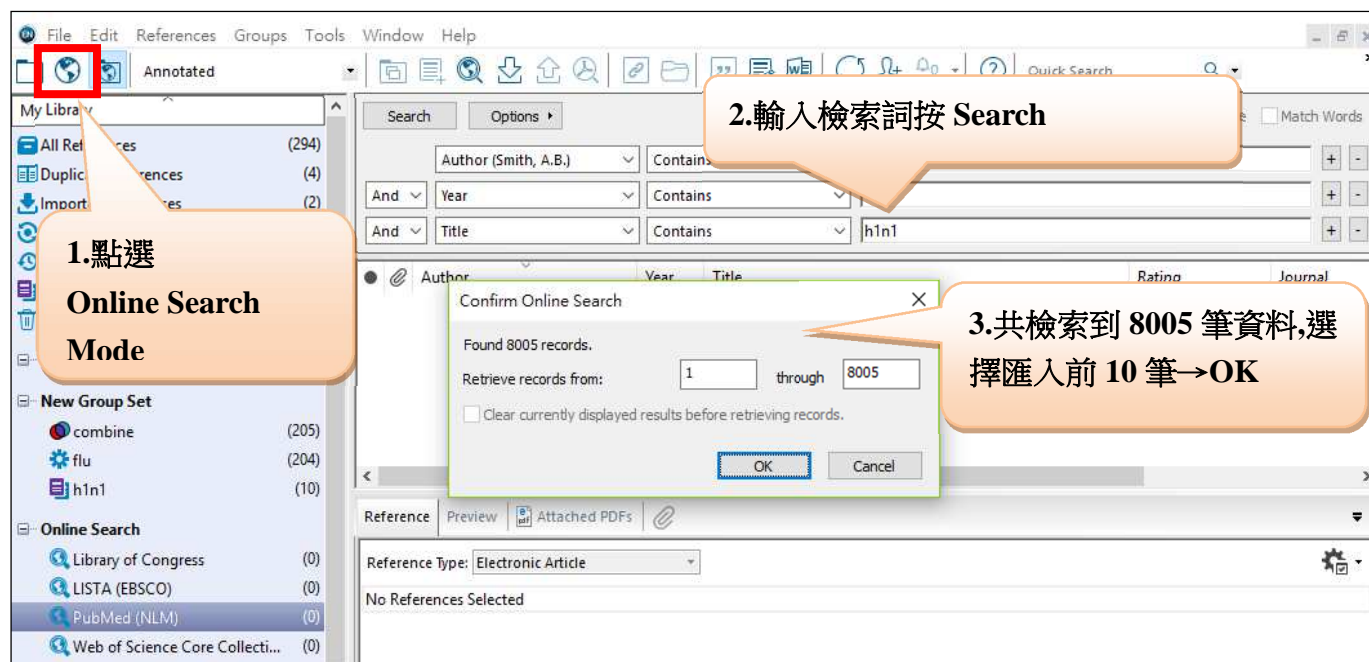 File Edit References Groups Tools Window Help
Annotated
Quick Search
My Library
All References (294)
Duplicate References (4)
Imported References (2)
1.點選
Online Search
Mode
New Group Set
combine (205)
flu (204)
h1n1 (10)
Online Search
Library of Congress (0)
LISTA (EBSCO) (0)
PubMed (NLM) (0)
Web of Science Core Collecti... (0)
Search Options
2.輸入檢索詞按 Search
Match Words
Author (Smith, A.B.) Contains + -
And Year Contains + -
And Title Contains h1n1 + -
Author Year Title Rating Journal
Confirm Online Search
Found 8005 records.
Retrieve records from: 1 through 8005
Clear currently displayed results before retrieving records.
OK Cancel
3.共檢索到 8005 筆資料,選
擇匯入前 10 筆→OK
Reference Preview Attached PDFs
Reference Type: Electronic Article
No References Selected